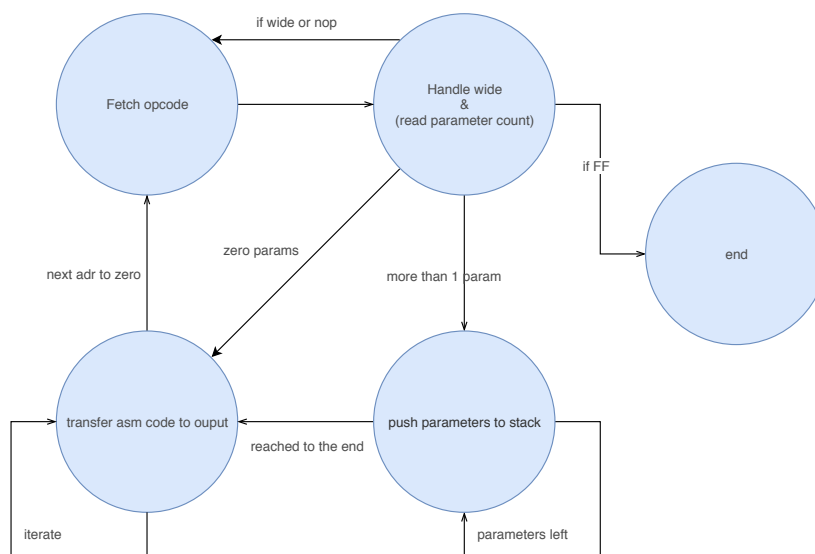 if wide or nop
Fetch opcode
Handle wide
&
(read parameter count)
if FF
end
next adr to zero
zero params
more than 1 param
transfer asm code to ouput
push parameters to stack
reached to the end
iterate
parameters left